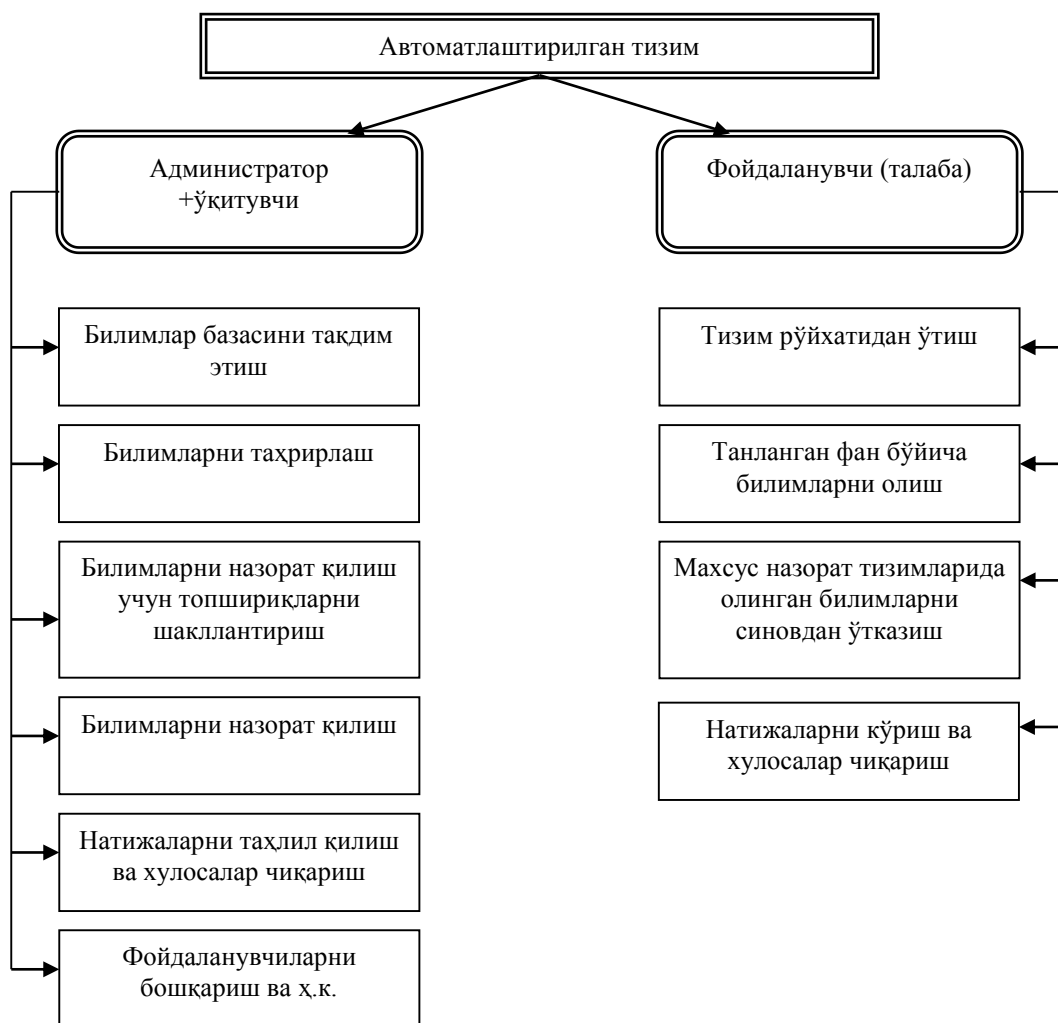 Автоматлаштирилган тизим
Администратор
+ўқитувчи
Фойдаланувчи (талаба)
Билимлар базасини тақдим
этиш
Билимларни таҳрирлаш
Билимларни назорат қилиш
учун топшириқларни
шакллантириш
Билимларни назорат қилиш
Натижаларни таҳлил қилиш
ва хулосалар чиқариш
Фойдаланувчиларни
бошқариш ва ҳ.к.
Тизим рўйхатидан ўтиш
Танланган фан бўйича
билимларни олиш
Махсус назорат тизимларида
олинган билимларни
синовдан ўтказиш
Натижаларни кўриш ва
хулосалар чиқариш